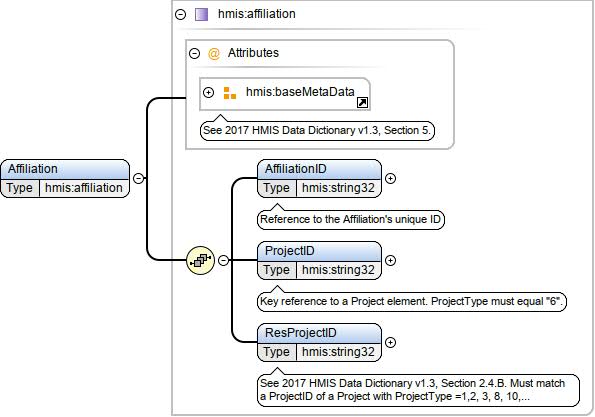 hmis:affiliation
@ Attributes
hmis:baseMetaData
See 2017 HMIS Data Dictionary v1.3, Section 5.
Affiliation
Type hmis:affiliation
AffiliationID
Type hmis:string32
Reference to the Affiliation's unique ID
ProjectID
Type hmis:string32
Key reference to a Project element. ProjectType must equal "6".
ResProjectID
Type hmis:string32
See 2017 HMIS Data Dictionary v1.3, Section 2.4.B. Must match
a ProjectID of a Project with ProjectType =1,2, 3, 8, 10,...